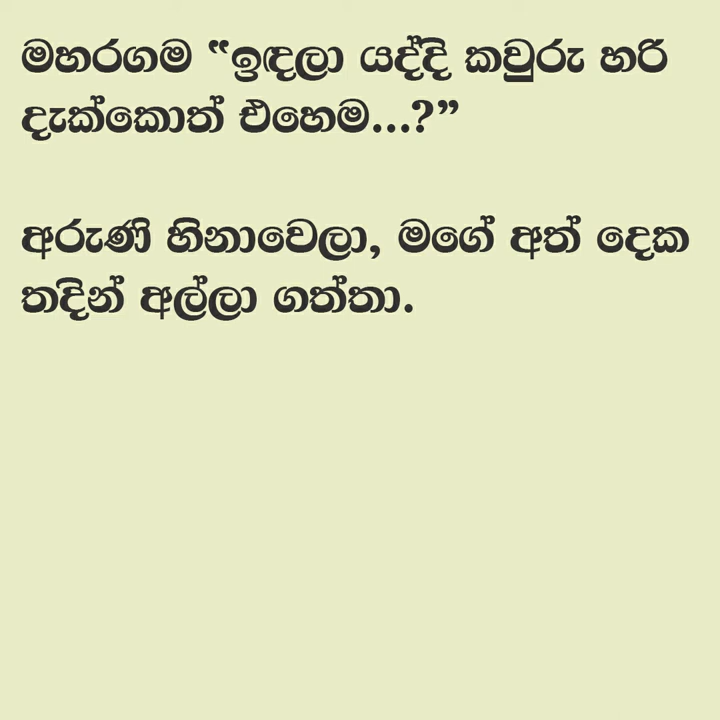 මහරගම “ඉඳලා යද්දි කවුරු හරි
දැක්කොත් එහෙම...?”
අරුණි හිනාවෙලා, මගේ අත් දෙක
තදින් අල්ලා ගත්තා.